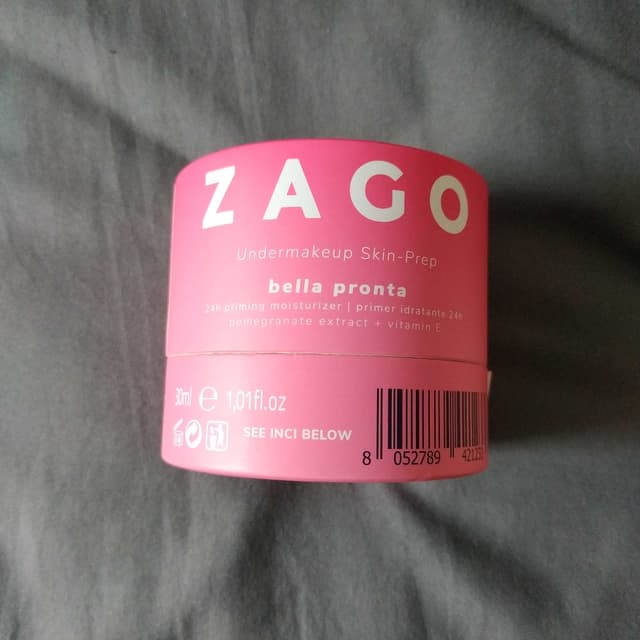 ZAGO
Undermakeup Skin-Prep
bella pronta
24h priming moisturizer | primer idratante 24h
pomegranate extract + vitamin E
30ml e 1,01fl.oz
SEE INCI BELOW
8 052789